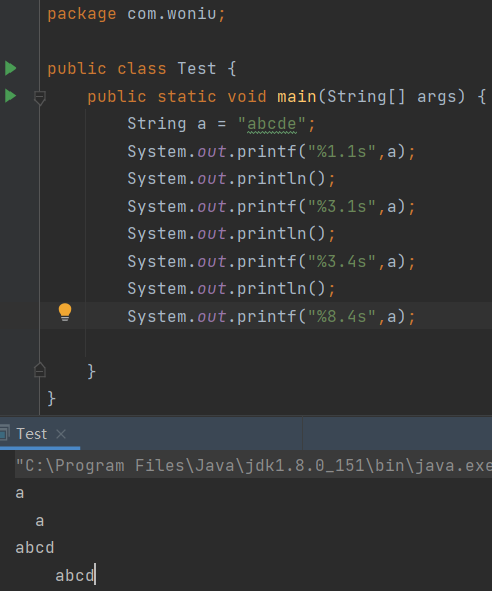 package com.woniu;
public class Test {
public static void main(String[] args) {
String a = "abcde";
System.out.printf("%1.1s",a);
System.out.println();
System.out.printf("%3.1s",a);
System.out.println();
System.out.printf("%3.4s",a);
System.out.println();
System.out.printf("%8.4s",a);
}
}
Test
"C:\Program Files\Java\jdk1.8.0_151\bin\java.exe
a
  a
abcd
    abcd